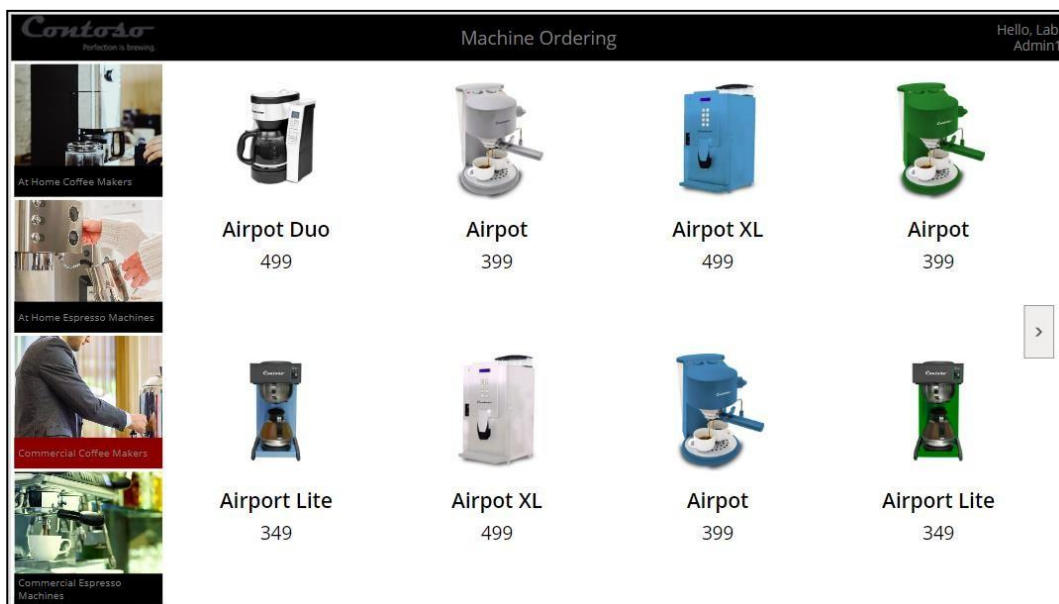 Contoso
Perfection is brewing.
Machine Ordering
Hello, Lab
Admin1
At Home Coffee Makers
At Home Espresso Machines
Commercial Coffee Makers
Commercial Espresso
Machines
Airpot Duo
499
Airpot
399
Airpot XL
499
Airpot
399
>
Airport Lite
349
Airpot XL
499
Airpot
399
Airport Lite
349